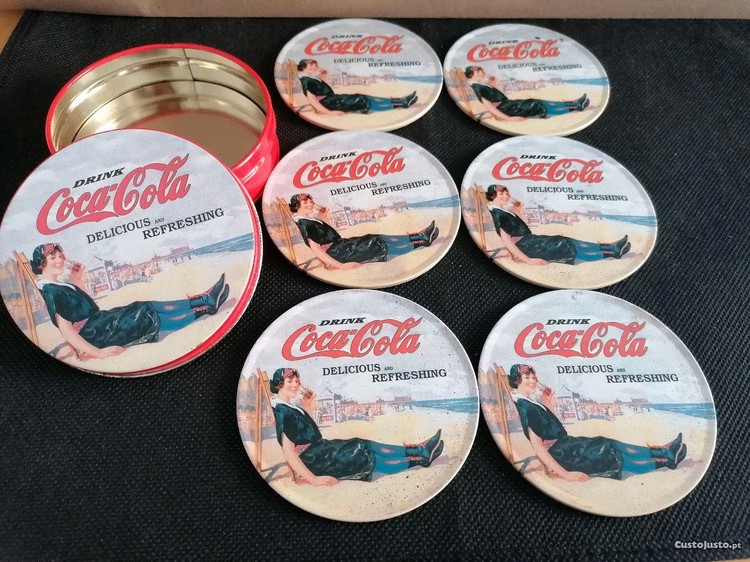 DRINK
Coca-Cola
DELICIOUS AND
REFRESHING
DRINK
Coca-Cola
DELICIOUS AND
REFRESHING
DRINK
Coca-Cola
DELICIOUS AND
REFRESHING
DRINK
Coca-Cola
DELICIOUS AND
REFRESHING
DRINK
Coca-Cola
DELICIOUS AND
REFRESHING
DRINK
Coca-Cola
DELICIOUS AND
REFRESHING
DRINK
Coca-Cola
DELICIOUS AND
REFRESHING
CustoJusto.pt